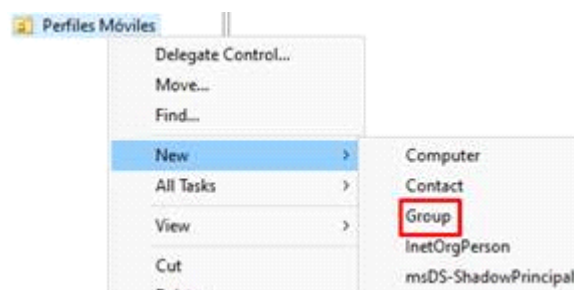 Perfiles Móviles
Delegate Control...
Move...
Find...
New
Computer
All Tasks
Contact
View
Group
InetOrgPerson
Cut
msDS-ShadowPrincipal